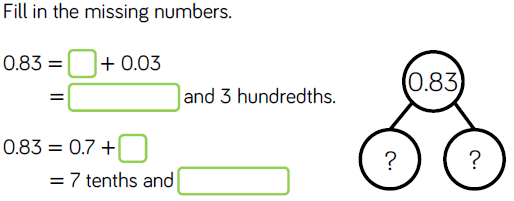 Fill in the missing numbers.
0.83 = + 0.03
= and 3 hundredths.
0.83 = 0.7 +
= 7 tenths and
0.83
? ?